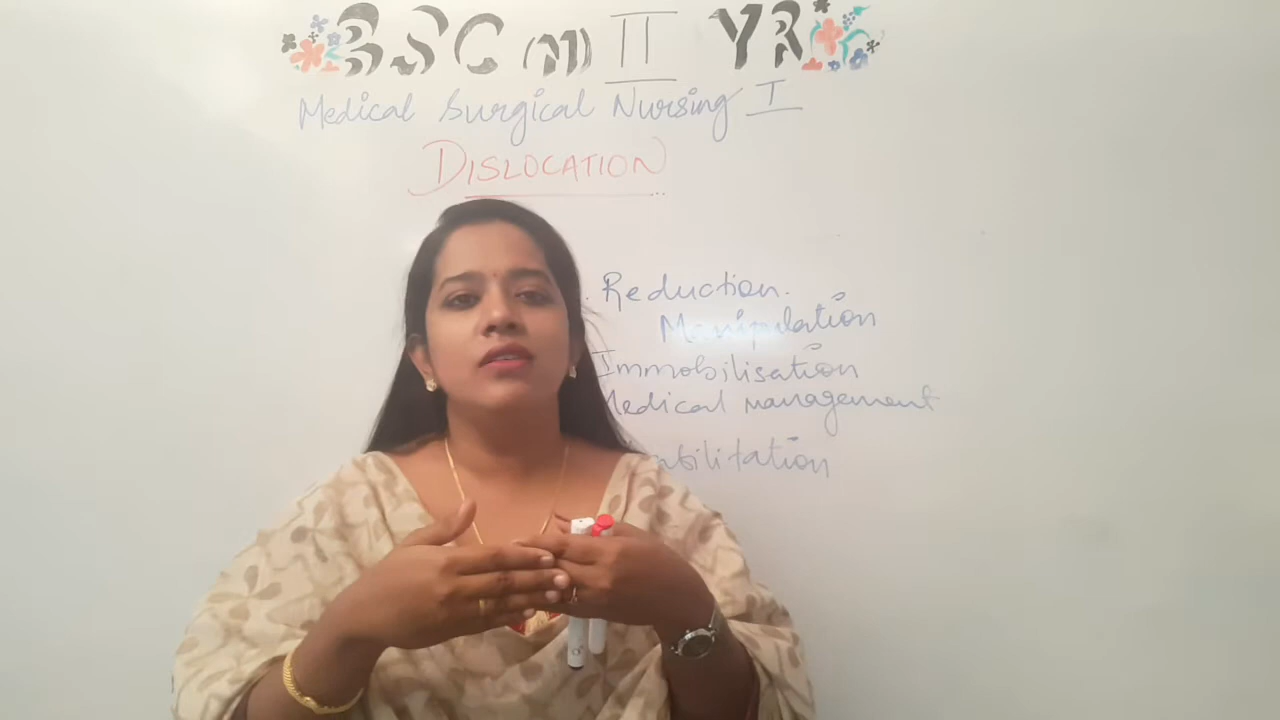 BSC (N) II YR
Medical Surgical Nursing I
DISLOCATION
Reduction.
Manipulation
Immobilisation
Medical management